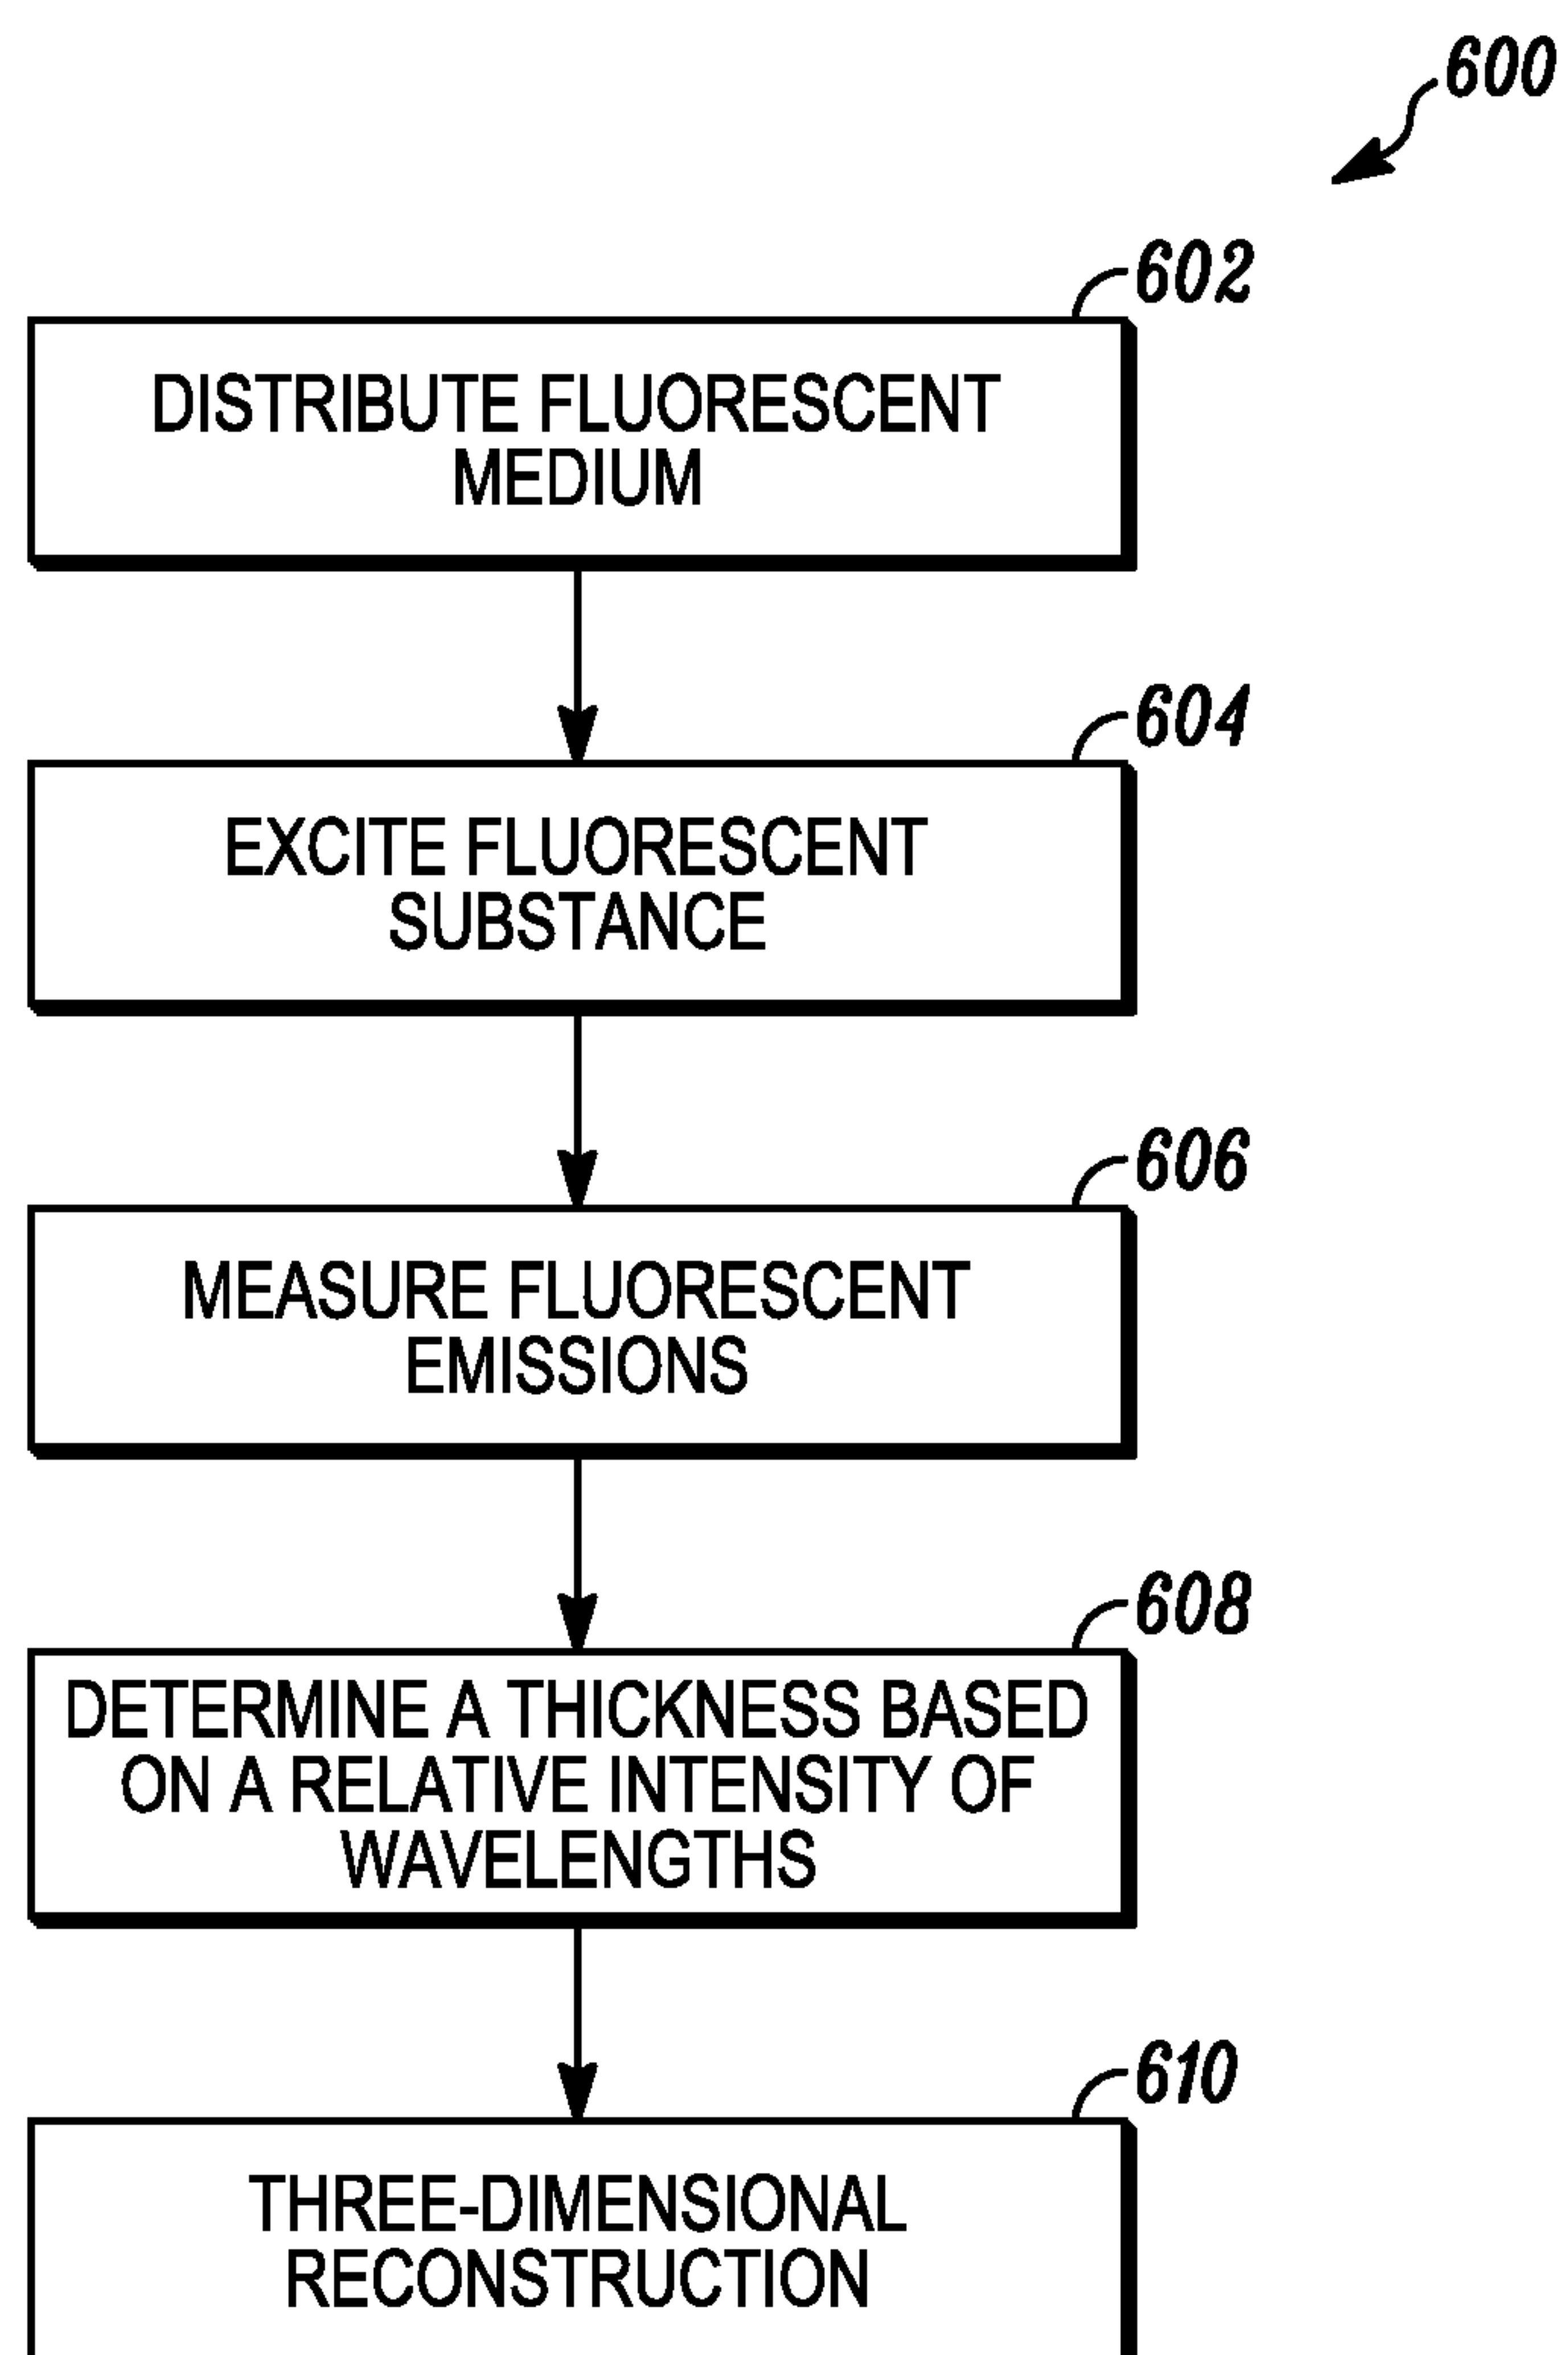 600
602
DISTRIBUTE FLUORESCENT
MEDIUM
604
EXCITE FLUORESCENT
SUBSTANCE
606
MEASURE FLUORESCENT
EMISSIONS
608
DETERMINE A THICKNESS BASED
ON A RELATIVE INTENSITY OF
WAVELENGTHS
610
THREE-DIMENSIONAL
RECONSTRUCTION